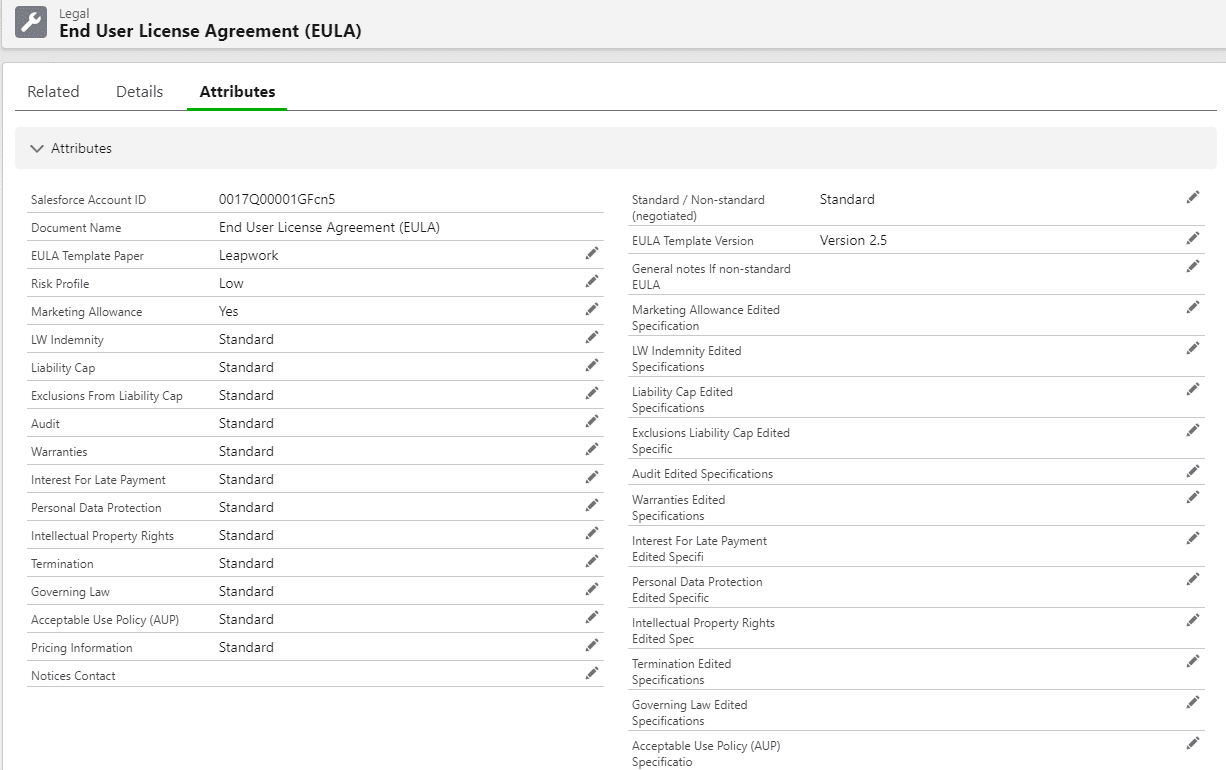 Legal
End User License Agreement (EULA)
Related
Details
Attributes
Attributes
Salesforce Account ID
0017Q00001GFcn5
Document Name
End User License Agreement (EULA)
EULA Template Paper
Leapwork
Risk Profile
Low
Marketing Allowance
Yes
LW Indemnity
Standard
Liability Cap
Standard
Exclusions From Liability Cap
Standard
Audit
Standard
Warranties
Standard
Interest For Late Payment
Standard
Personal Data Protection
Standard
Intellectual Property Rights
Standard
Termination
Standard
Governing Law
Standard
Acceptable Use Policy (AUP)
Standard
Pricing Information
Standard
Notices Contact
Standard / Non-standard
(negotiated)
Standard
EULA Template Version
Version 2.5
General notes If non-standard
EULA
Marketing Allowance Edited
Specification
LW Indemnity Edited
Specifications
Liability Cap Edited
Specifications
Exclusions Liability Cap Edited
Specific
Audit Edited Specifications
Warranties Edited
Specifications
Interest For Late Payment
Edited Specifi
Personal Data Protection
Edited Specific
Intellectual Property Rights
Edited Spec
Termination Edited
Specifications
Governing Law Edited
Specifications
Acceptable Use Policy (AUP)
Specificatio